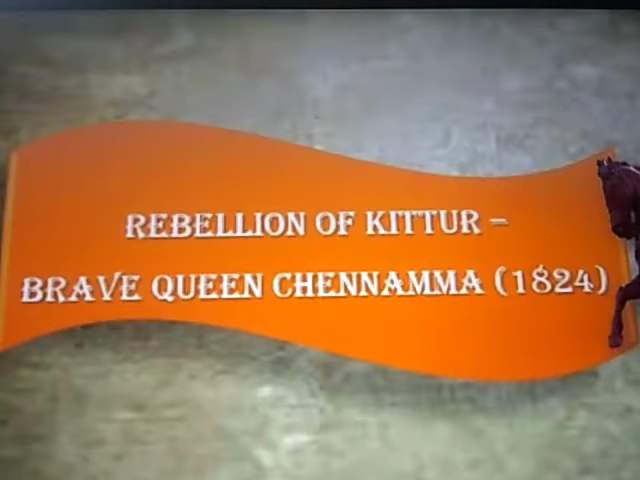 REBELLION OF KITTUR –
BRAVE QUEEN CHENNAMMA (1824)